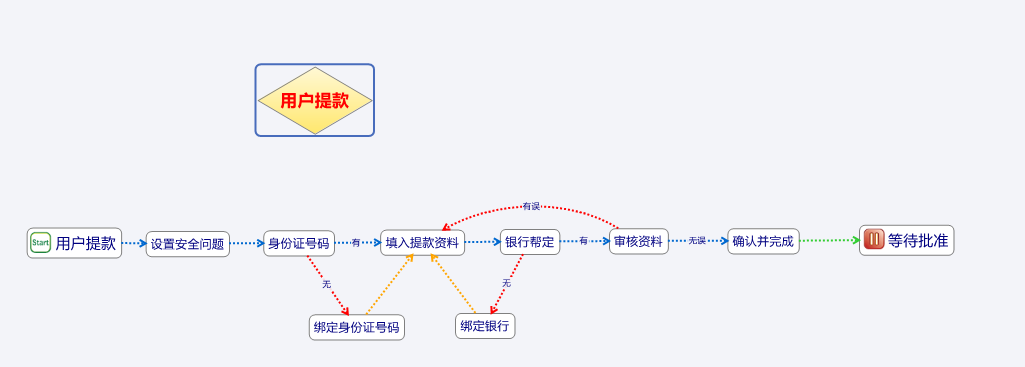 用户提款
有误
Start
用户提款
设置安全问题
身份证号码
有
填入提款资料
银行帮定
有
审核资料
无误
确认并完成
等待批准
无
无
绑定身份证号码
绑定银行